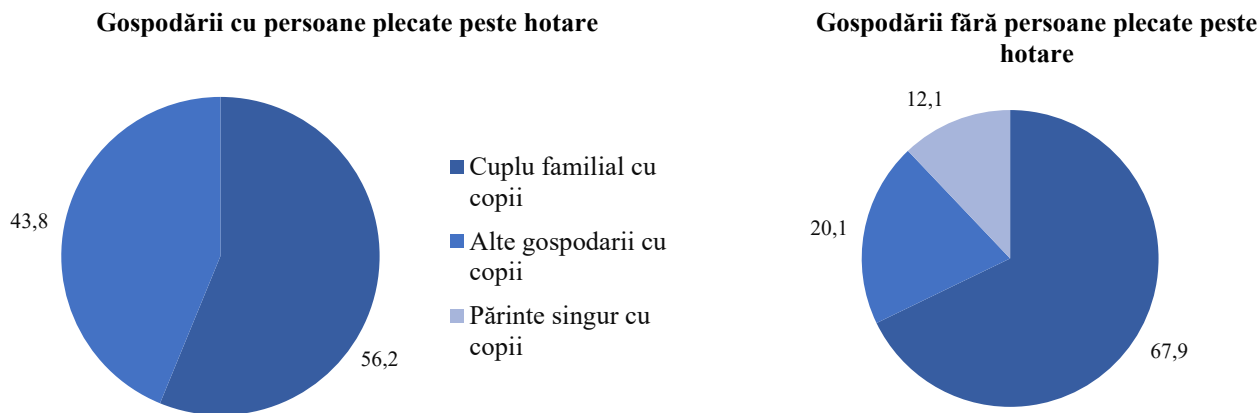 Gospodării cu persoane plecate peste hotare
43,8
56,2
Cuplu familial cu
copii
Alte gospodarii cu
copii
Părinte singur cu
copii
Gospodării fără persoane plecate peste
hotare
12,1
20,1
67,9